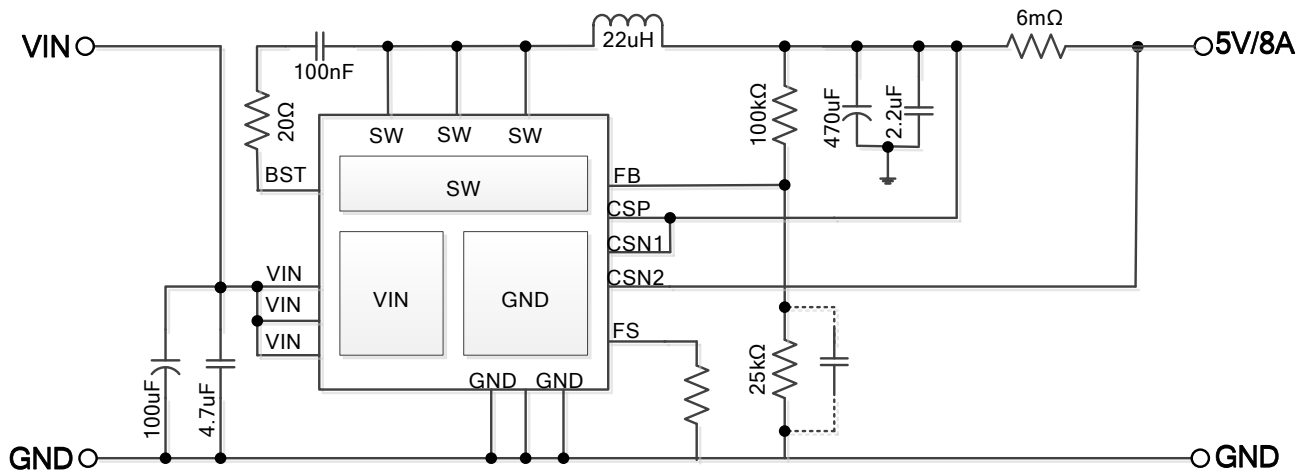 6mΩ
VIN
22uH
5V/8A
100nF
20Ω
100kΩ
470uF
2.2uF
SW
SW
SW
BST
SW
FB
CSP
CSN1
VIN
CSN2
VIN
VIN
GND
VIN
FS
25kΩ
GND
GND
100uF
4.7uF
GND
GND